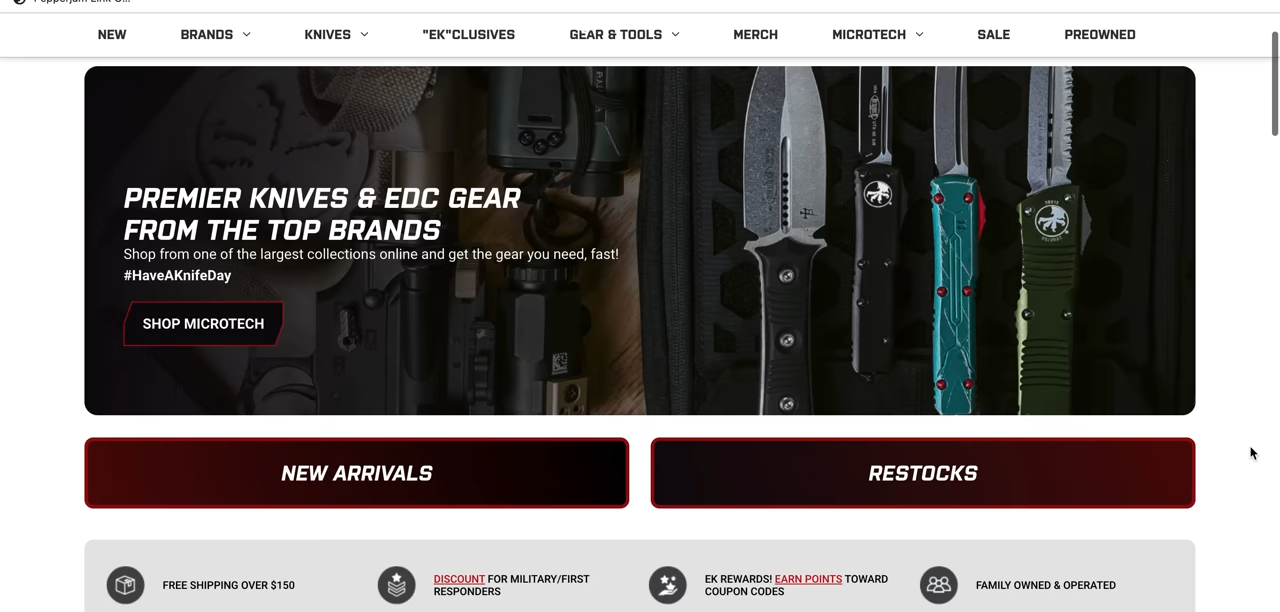 NEW BRANDS KNIVES "EK"CLUSIVES GEAR & TOOLS MERCH MICROTECH SALE PREOWNED
PREMIER KNIVES & EDC GEAR
FROM THE TOP BRANDS
Shop from one of the largest collections online and get the gear you need, fast!
#HaveAKnifeDay
SHOP MICROTECH
NEW ARRIVALS
RESTOCKS
FREE SHIPPING OVER $150
DISCOUNT FOR MILITARY/FIRST
RESPONDERS
EK REWARDS! EARN POINTS TOWARD
COUPON CODES
FAMILY OWNED & OPERATED